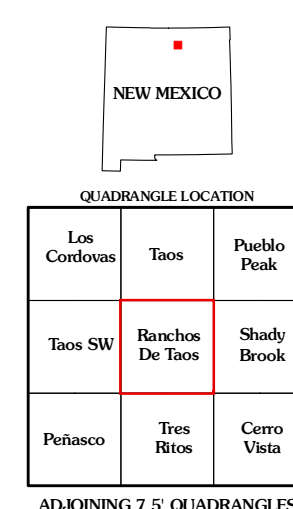 NEW MEXICO
QUADRANGLE LOCATION
Los
Cordovas
Taos
Pueblo
Peak
Taos SW
Ranchos
De Taos
Shady
Brook
Peñasco
Tres
Ritos
Cerro
Vista
ADJOINING 7.5' QUADRANGLES